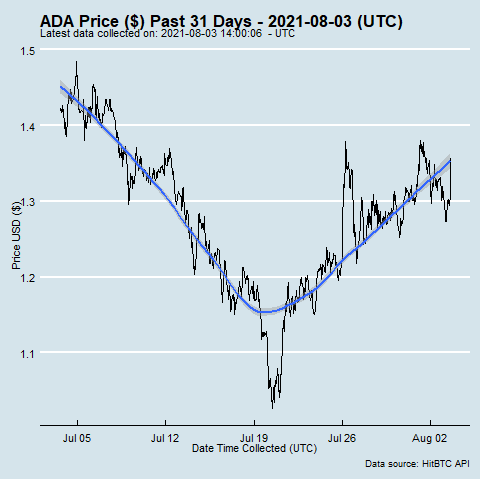 ADA Price ($) Past 31 Days - 2021-08-03 (UTC)
Latest data collected on: 2021-08-03 14:00:06 - UTC
1.5
1.4
1.3
1.2
1.1
Price USD ($)
Jul 05 Jul 12 Jul 19 Jul 26 Aug 02
Date Time Collected (UTC)
Data source: HitBTC API